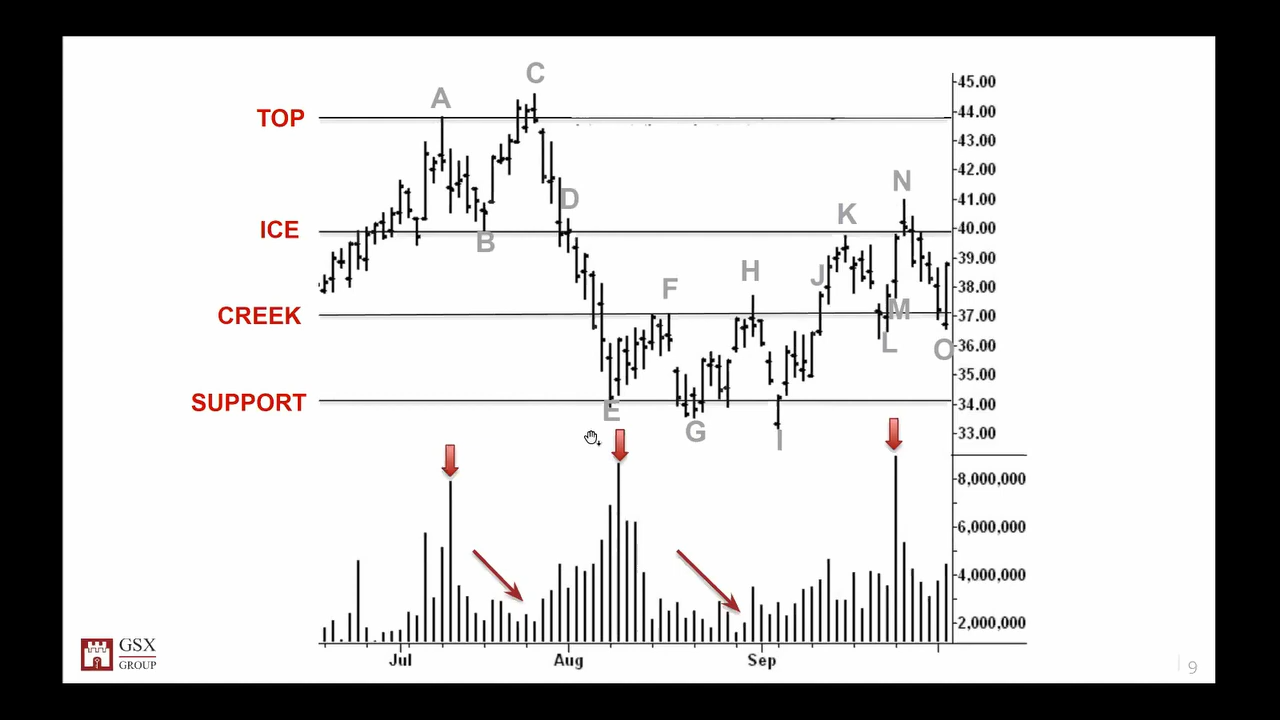 C
A
TOP
45.00
44.00
43.00
42.00
41.00
40.00
39.00
38.00
37.00
36.00
35.00
34.00
33.00
N
D
K
ICE
B
H
J
F
CREEK
M
L
O
SUPPORT
E
G
I
8,000,000
6,000,000
4,000,000
2,000,000
Jul Aug Sep
GSX
GROUP
9